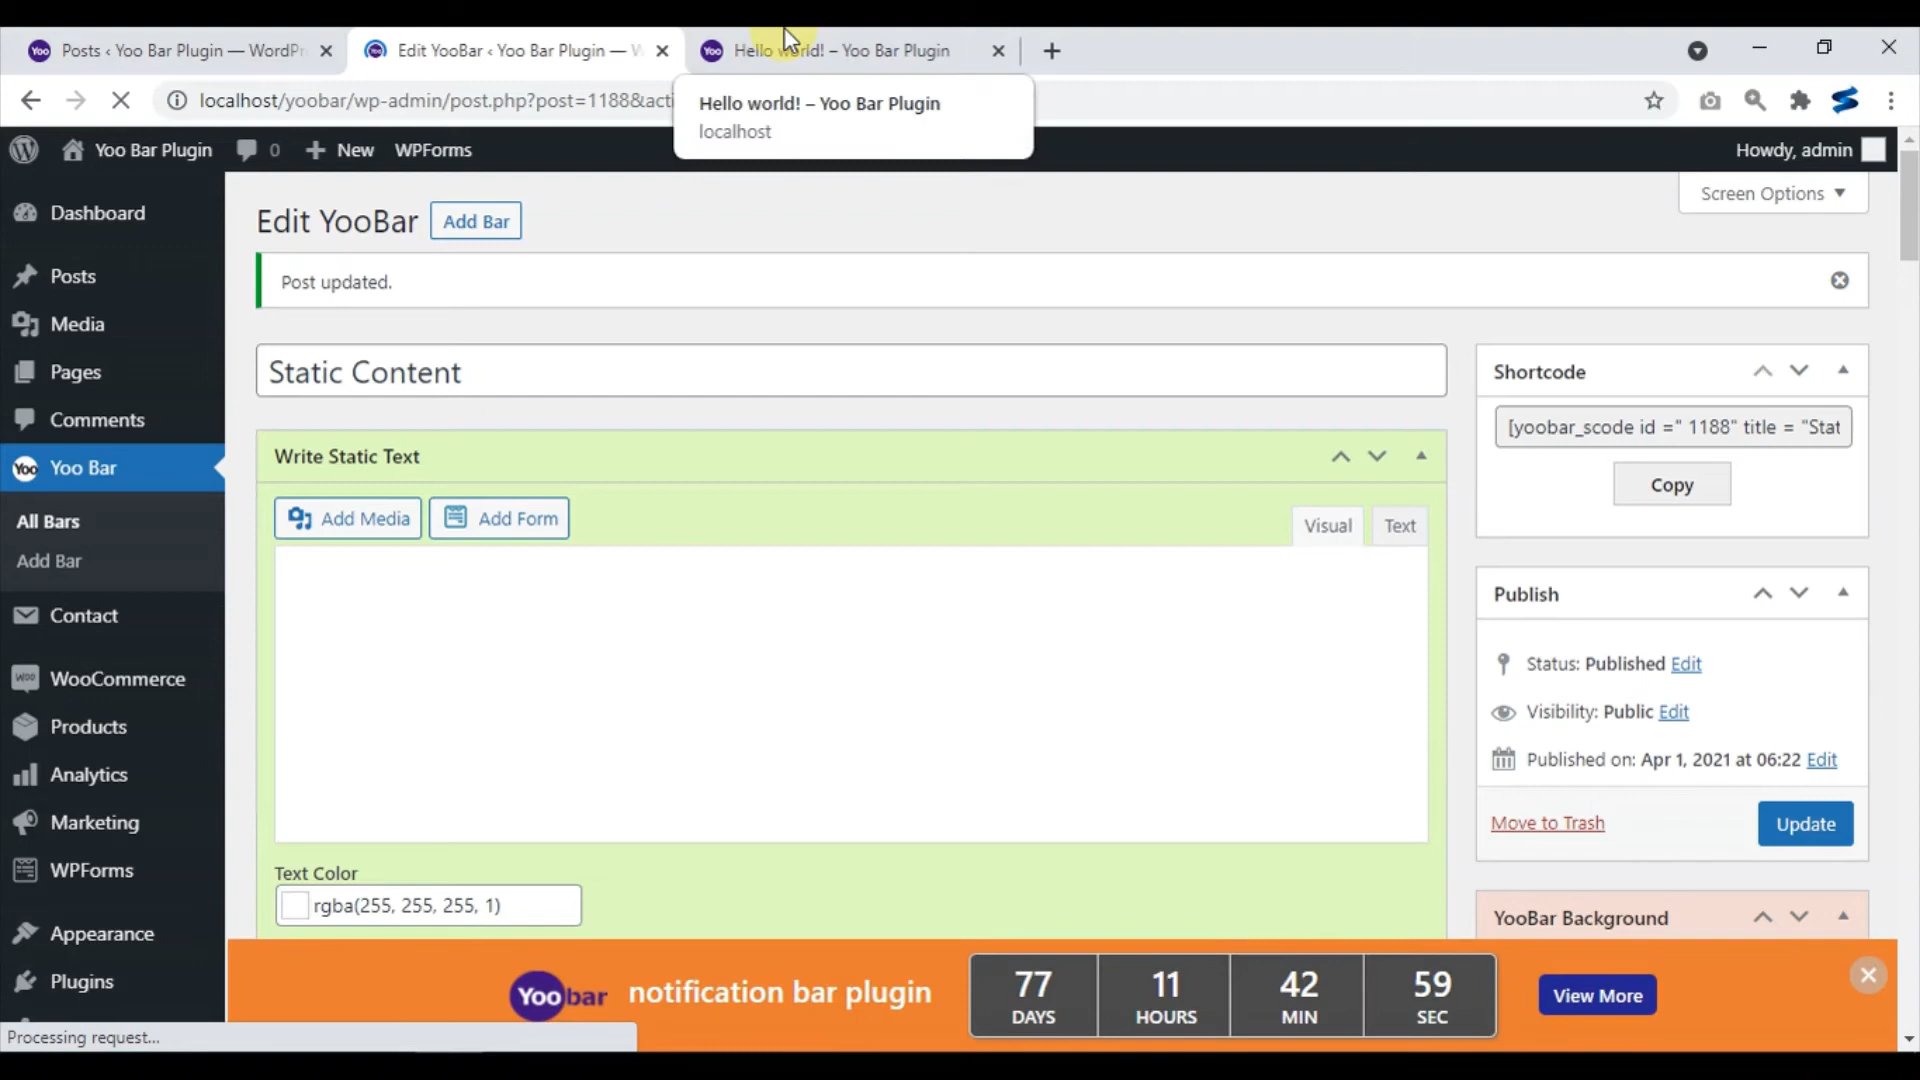 Posts ‹ Yoo Bar Plugin — WordPr
Edit YooBar ‹ Yoo Bar Plugin — W
Hello world! – Yoo Bar Plugin
localhost/yoobar/wp-admin/post.php?post=1188&acti
Hello world! – Yoo Bar Plugin
localhost
Yoo Bar Plugin
0
New
WPForms
Howdy, admin
Screen Options
Dashboard
Posts
Media
Pages
Comments
Yoo Bar
All Bars
Add Bar
Contact
WooCommerce
Products
Analytics
Marketing
WPForms
Appearance
Plugins
Edit YooBar
Add Bar
Post updated.
Static Content
Write Static Text
Add Media
Add Form
Visual
Text
Text Color
rgba(255, 255, 255, 1)
Shortcode
[yoobar_scode id =" 1188" title = "Stat
Copy
Publish
Status: Published Edit
Visibility: Public Edit
Published on: Apr 1, 2021 at 06:22 Edit
Move to Trash
Update
YooBar Background
Yoobar
notification bar plugin
77 DAYS
11 HOURS
42 MIN
59 SEC
View More
Processing request...